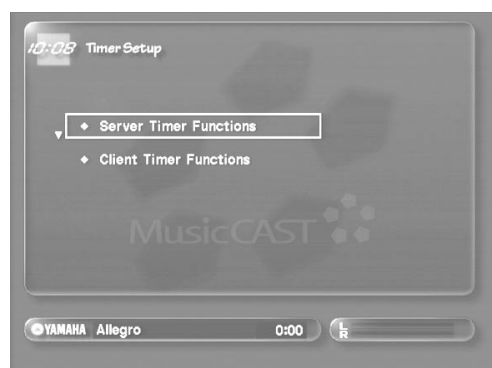 10:08 Timer Setup
Server Timer Functions
Client Timer Functions
MusicCAST
YAMAHA Allegro 0:00 L
R